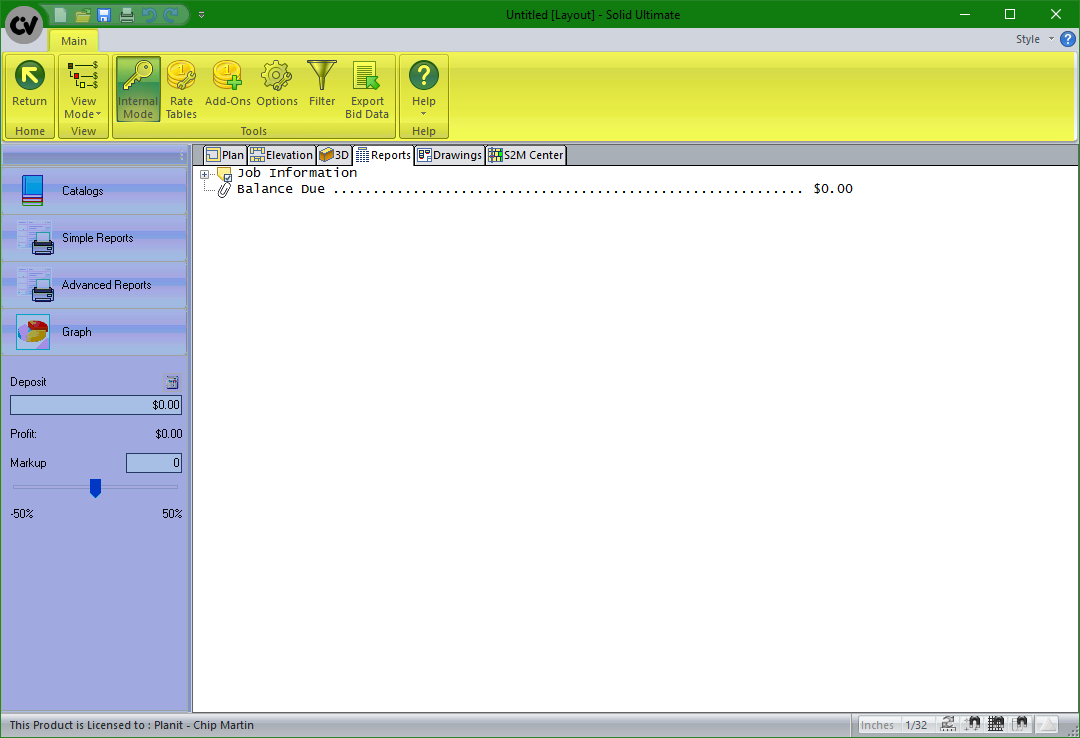 CV
Untitled [Layout] - Solid Ultimate
Main
Style
?
Return
View
Mode
Internal
Mode
Rate
Tables
Add-Ons
Options
Filter
Export
Bid Data
Help
Home
View
Tools
Help
Plan
Elevation
3D
Reports
Drawings
S2M Center
Catalogs
Simple Reports
Advanced Reports
Graph
Job Information
Balance Due ........................................................... $0.00
Deposit
$0.00
Profit: $0.00
Markup 0
-50% 50%
This Product is Licensed to : Planit - Chip Martin
Inches 1/32